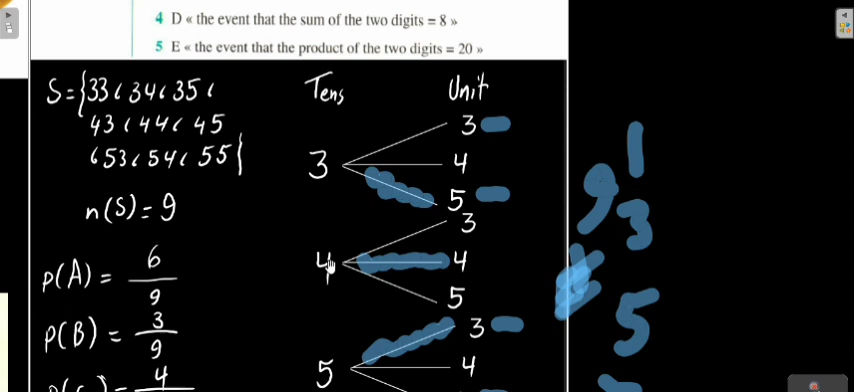 4 D « the event that the sum of the two digits = 8 »
5 E « the event that the product of the two digits = 20 »
S={33 ‹ 34 ‹ 35 ‹
43 ‹ 44 ‹ 45
‹ 53 ‹ 54 ‹ 55}
n(S) = 9
p(A) = 6/9
p(B) = 3/9
4
Tens Unit
3
3
4
5
4
3
4
5
5
3
4
1
3
5